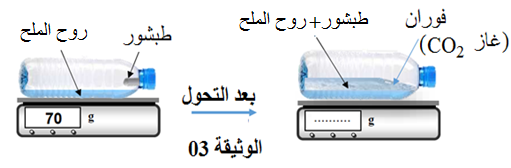 روح الملح
طبشور
70 g
بعد التحول
الوثيقة 03
طبشور+روح الملح
فوران
(غاز CO2)
.......... g